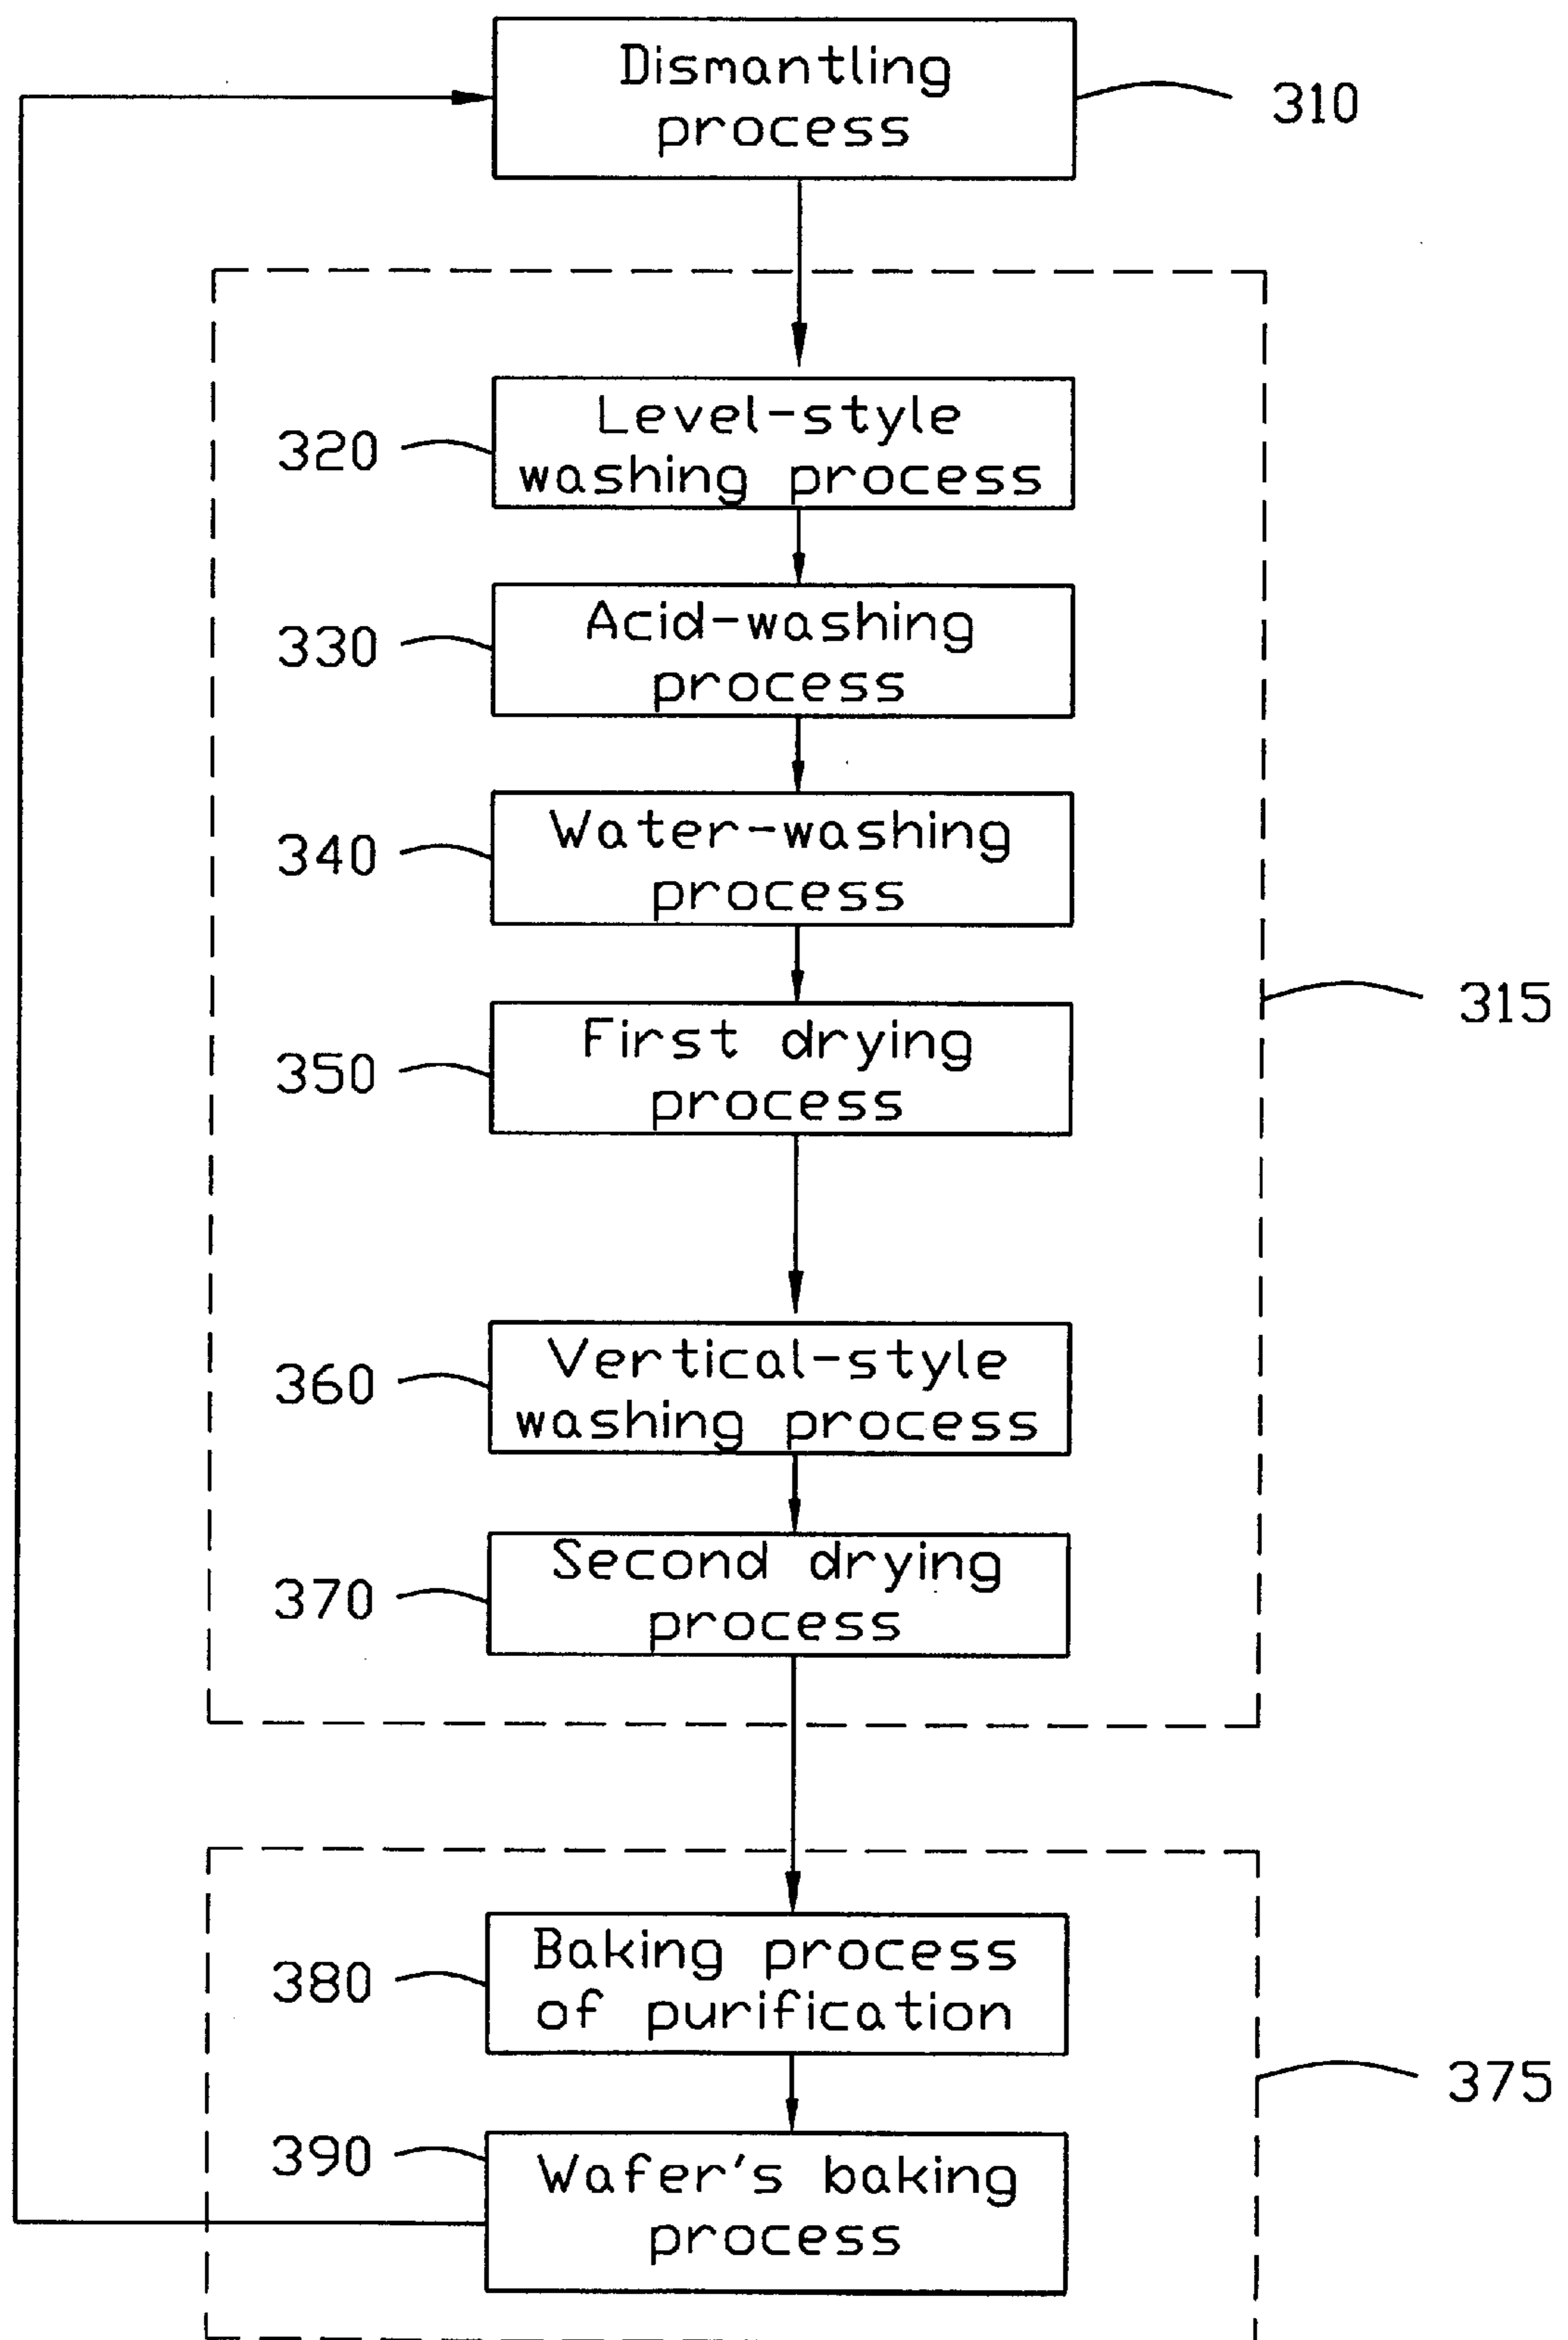 Dismantling
process
310
320
Level-style
washing process
330
Acid-washing
process
340
Water-washing
process
315
350
First drying
process
360
Vertical-style
washing process
370
Second drying
process
380
Baking process
of purification
375
390
Wafer's baking
process